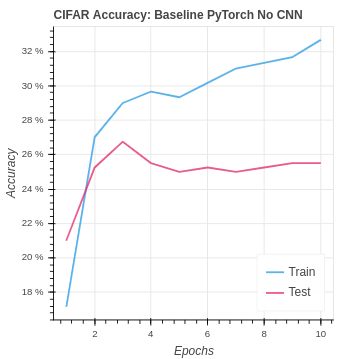 CIFAR Accuracy: Baseline PyTorch No CNN
32 %
30 %
28 %
26 %
24 %
22 %
20 %
18 %
Accuracy
Train
Test
2
4
6
8
10
Epochs